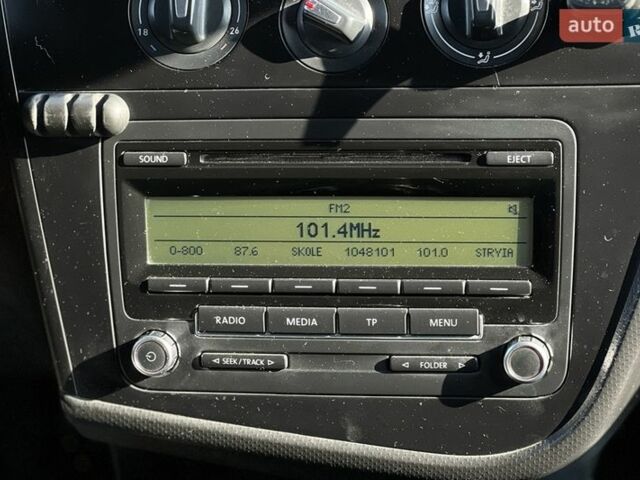 auto
R
18
26
SOUND
EJECT
FM2
101.4MHz
0-800 87.6 SKOLE 1048101 101.0 STRYIA
RADIO MEDIA TP MENU
SEEK/TRACK FOLDER